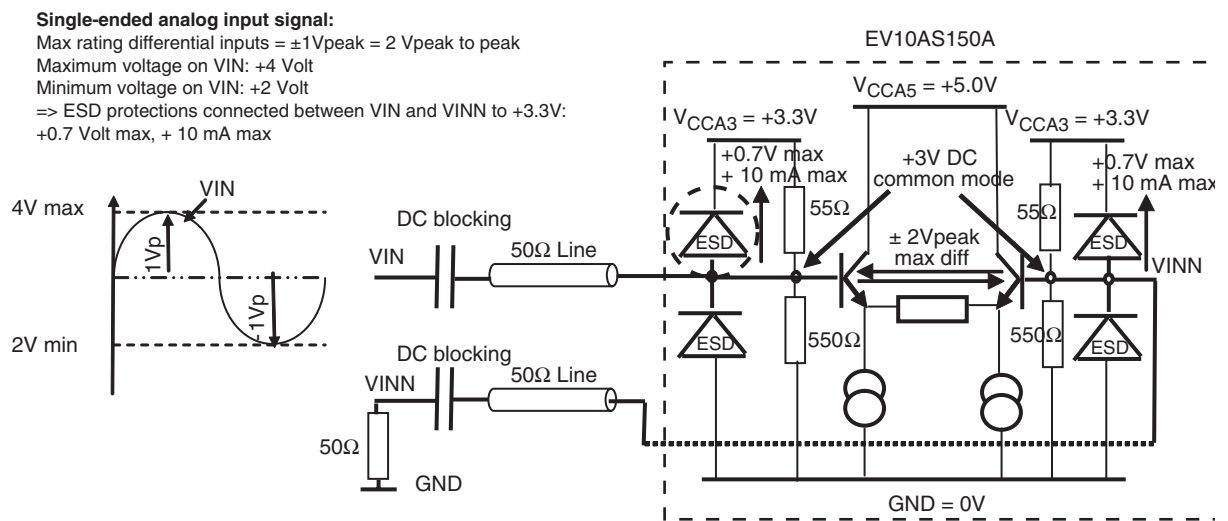 Single-ended analog input signal:
Max rating differential inputs = ±1Vpeak = 2 Vpeak to peak
Maximum voltage on VIN: +4 Volt
Minimum voltage on VIN: +2 Volt
=> ESD protections connected between VIN and VINN to +3.3V:
+0.7 Volt max, + 10 mA max
EV10AS150A
VCCA5 = +5.0V
VCCA3 = +3.3V
VCCA3 = +3.3V
+0.7V max
+ 10 mA max
+3V DC
common mode
+0.7V max
+ 10 mA max
4V max
VIN
1Vp
-1Vp
2V min
DC blocking
VIN
50Ω Line
ESD
55Ω
± 2Vpeak
max diff
55Ω
ESD
VINN
ESD
550Ω
550Ω
ESD
DC blocking
VINN
50Ω Line
50Ω
GND
GND = 0V